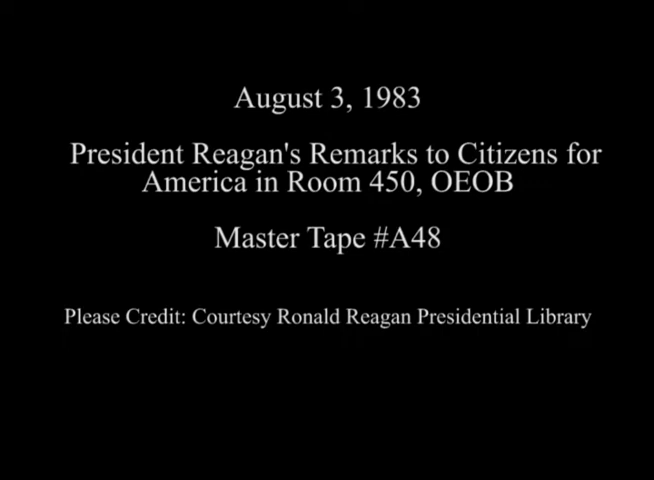 August 3, 1983
President Reagan's Remarks to Citizens for
America in Room 450, OEOB
Master Tape #A48
Please Credit: Courtesy Ronald Reagan Presidential Library